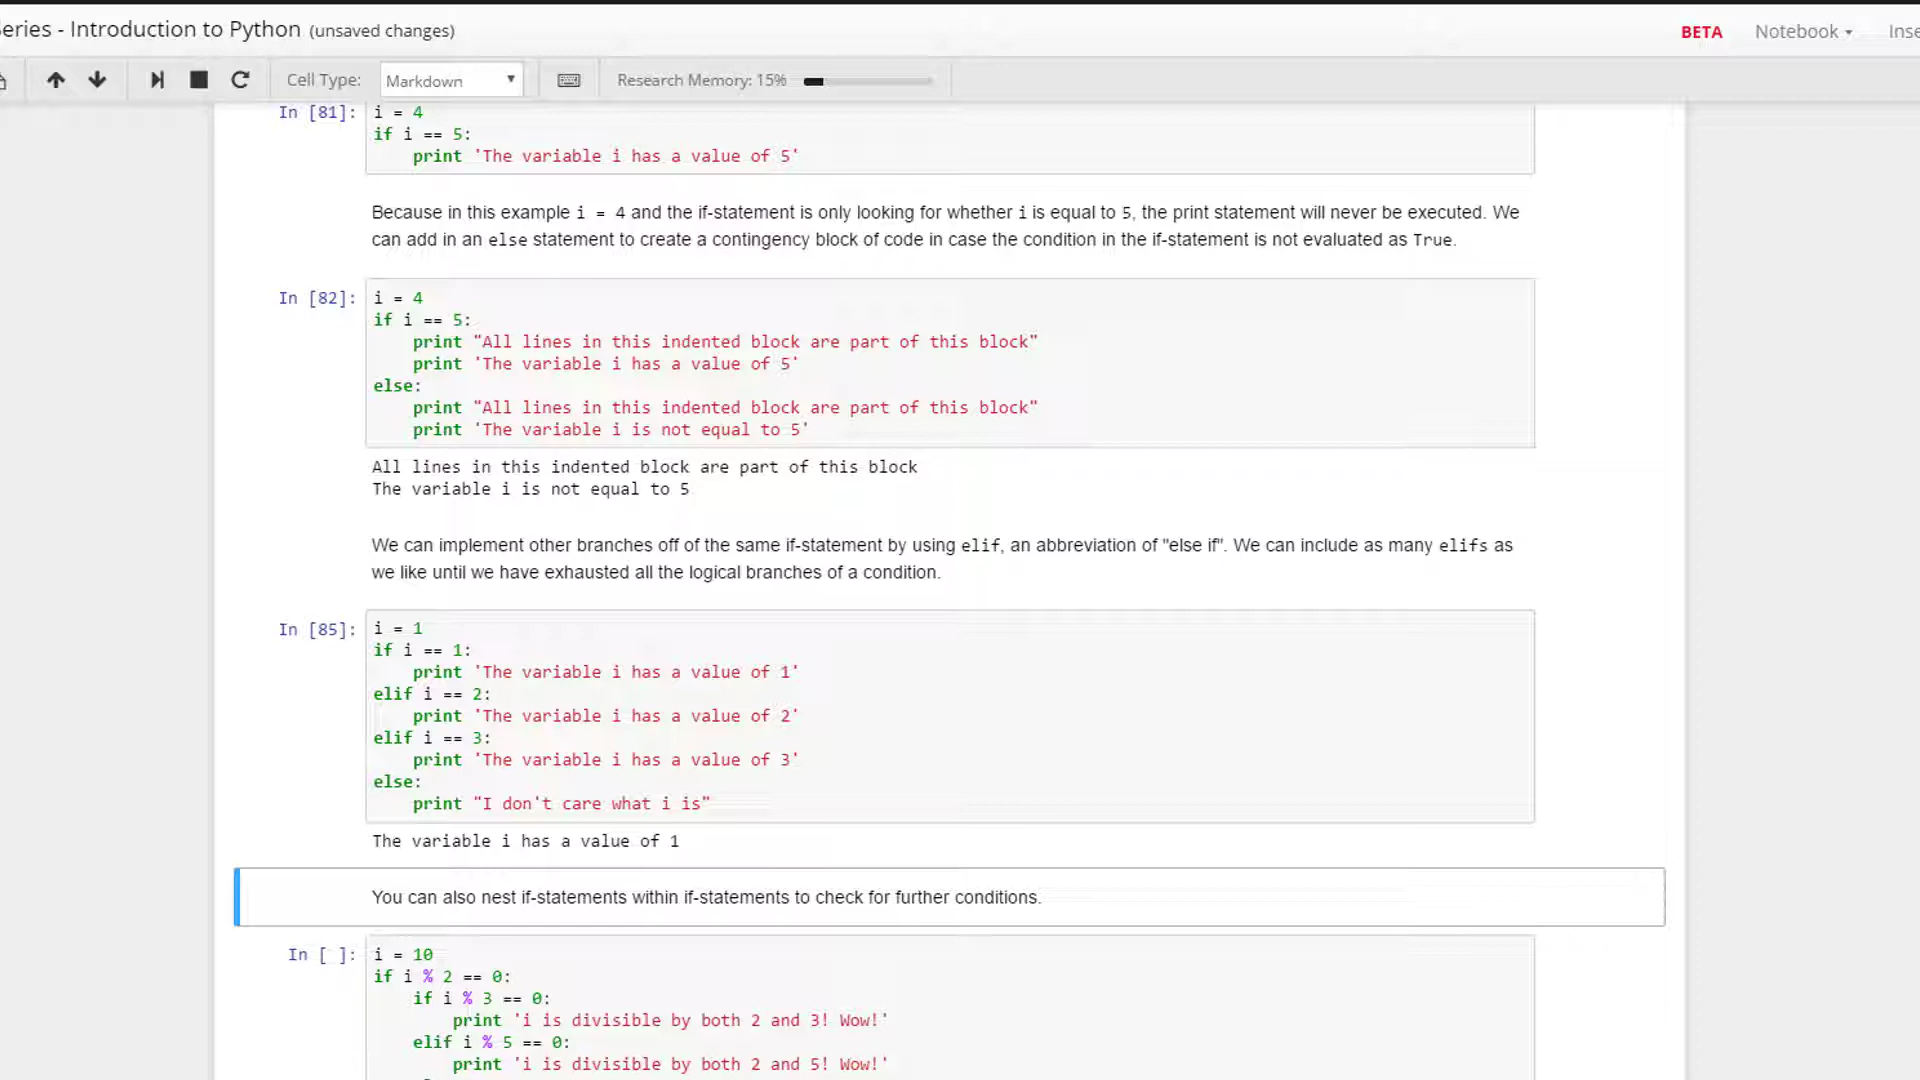 eries - Introduction to Python (unsaved changes)
BETA Notebook Inse
Cell Type: Markdown Research Memory: 15%
In [81]: i = 4
if i == 5:
    print 'The variable i has a value of 5'
Because in this example i = 4 and the if-statement is only looking for whether i is equal to 5, the print statement will never be executed. We
can add in an else statement to create a contingency block of code in case the condition in the if-statement is not evaluated as True.
In [82]: i = 4
if i == 5:
    print "All lines in this indented block are part of this block"
    print 'The variable i has a value of 5'
else:
    print "All lines in this indented block are part of this block"
    print 'The variable i is not equal to 5'
All lines in this indented block are part of this block
The variable i is not equal to 5
We can implement other branches off of the same if-statement by using elif, an abbreviation of "else if". We can include as many elifs as
we like until we have exhausted all the logical branches of a condition.
In [85]: i = 1
if i == 1:
    print 'The variable i has a value of 1'
elif i == 2:
    print 'The variable i has a value of 2'
elif i == 3:
    print 'The variable i has a value of 3'
else:
    print "I don't care what i is"
The variable i has a value of 1
You can also nest if-statements within if-statements to check for further conditions.
In [ ]: i = 10
if i % 2 == 0:
    if i % 3 == 0:
        print 'i is divisible by both 2 and 3! Wow!'
    elif i % 5 == 0:
        print 'i is divisible by both 2 and 5! Wow!'